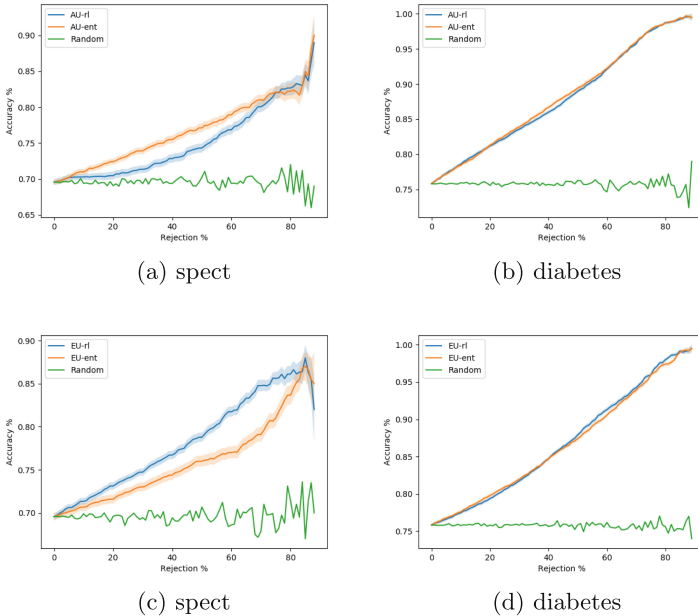 AU-rl
AU-ent
Random
0.90
0.85
0.80
0.75
0.70
0.65
Accuracy %
0 20 40 60 80
Rejection %
(a) spect
AU-rl
AU-ent
Random
1.00
0.95
0.90
0.85
0.80
0.75
Accuracy %
0 20 40 60 80
Rejection %
(b) diabetes
EU-rl
EU-ent
Random
0.90
0.85
0.80
0.75
0.70
Accuracy %
0 20 40 60 80
Rejection %
(c) spect
EU-rl
EU-ent
Random
1.00
0.95
0.90
0.85
0.80
0.75
Accuracy %
0 20 40 60 80
Rejection %
(d) diabetes